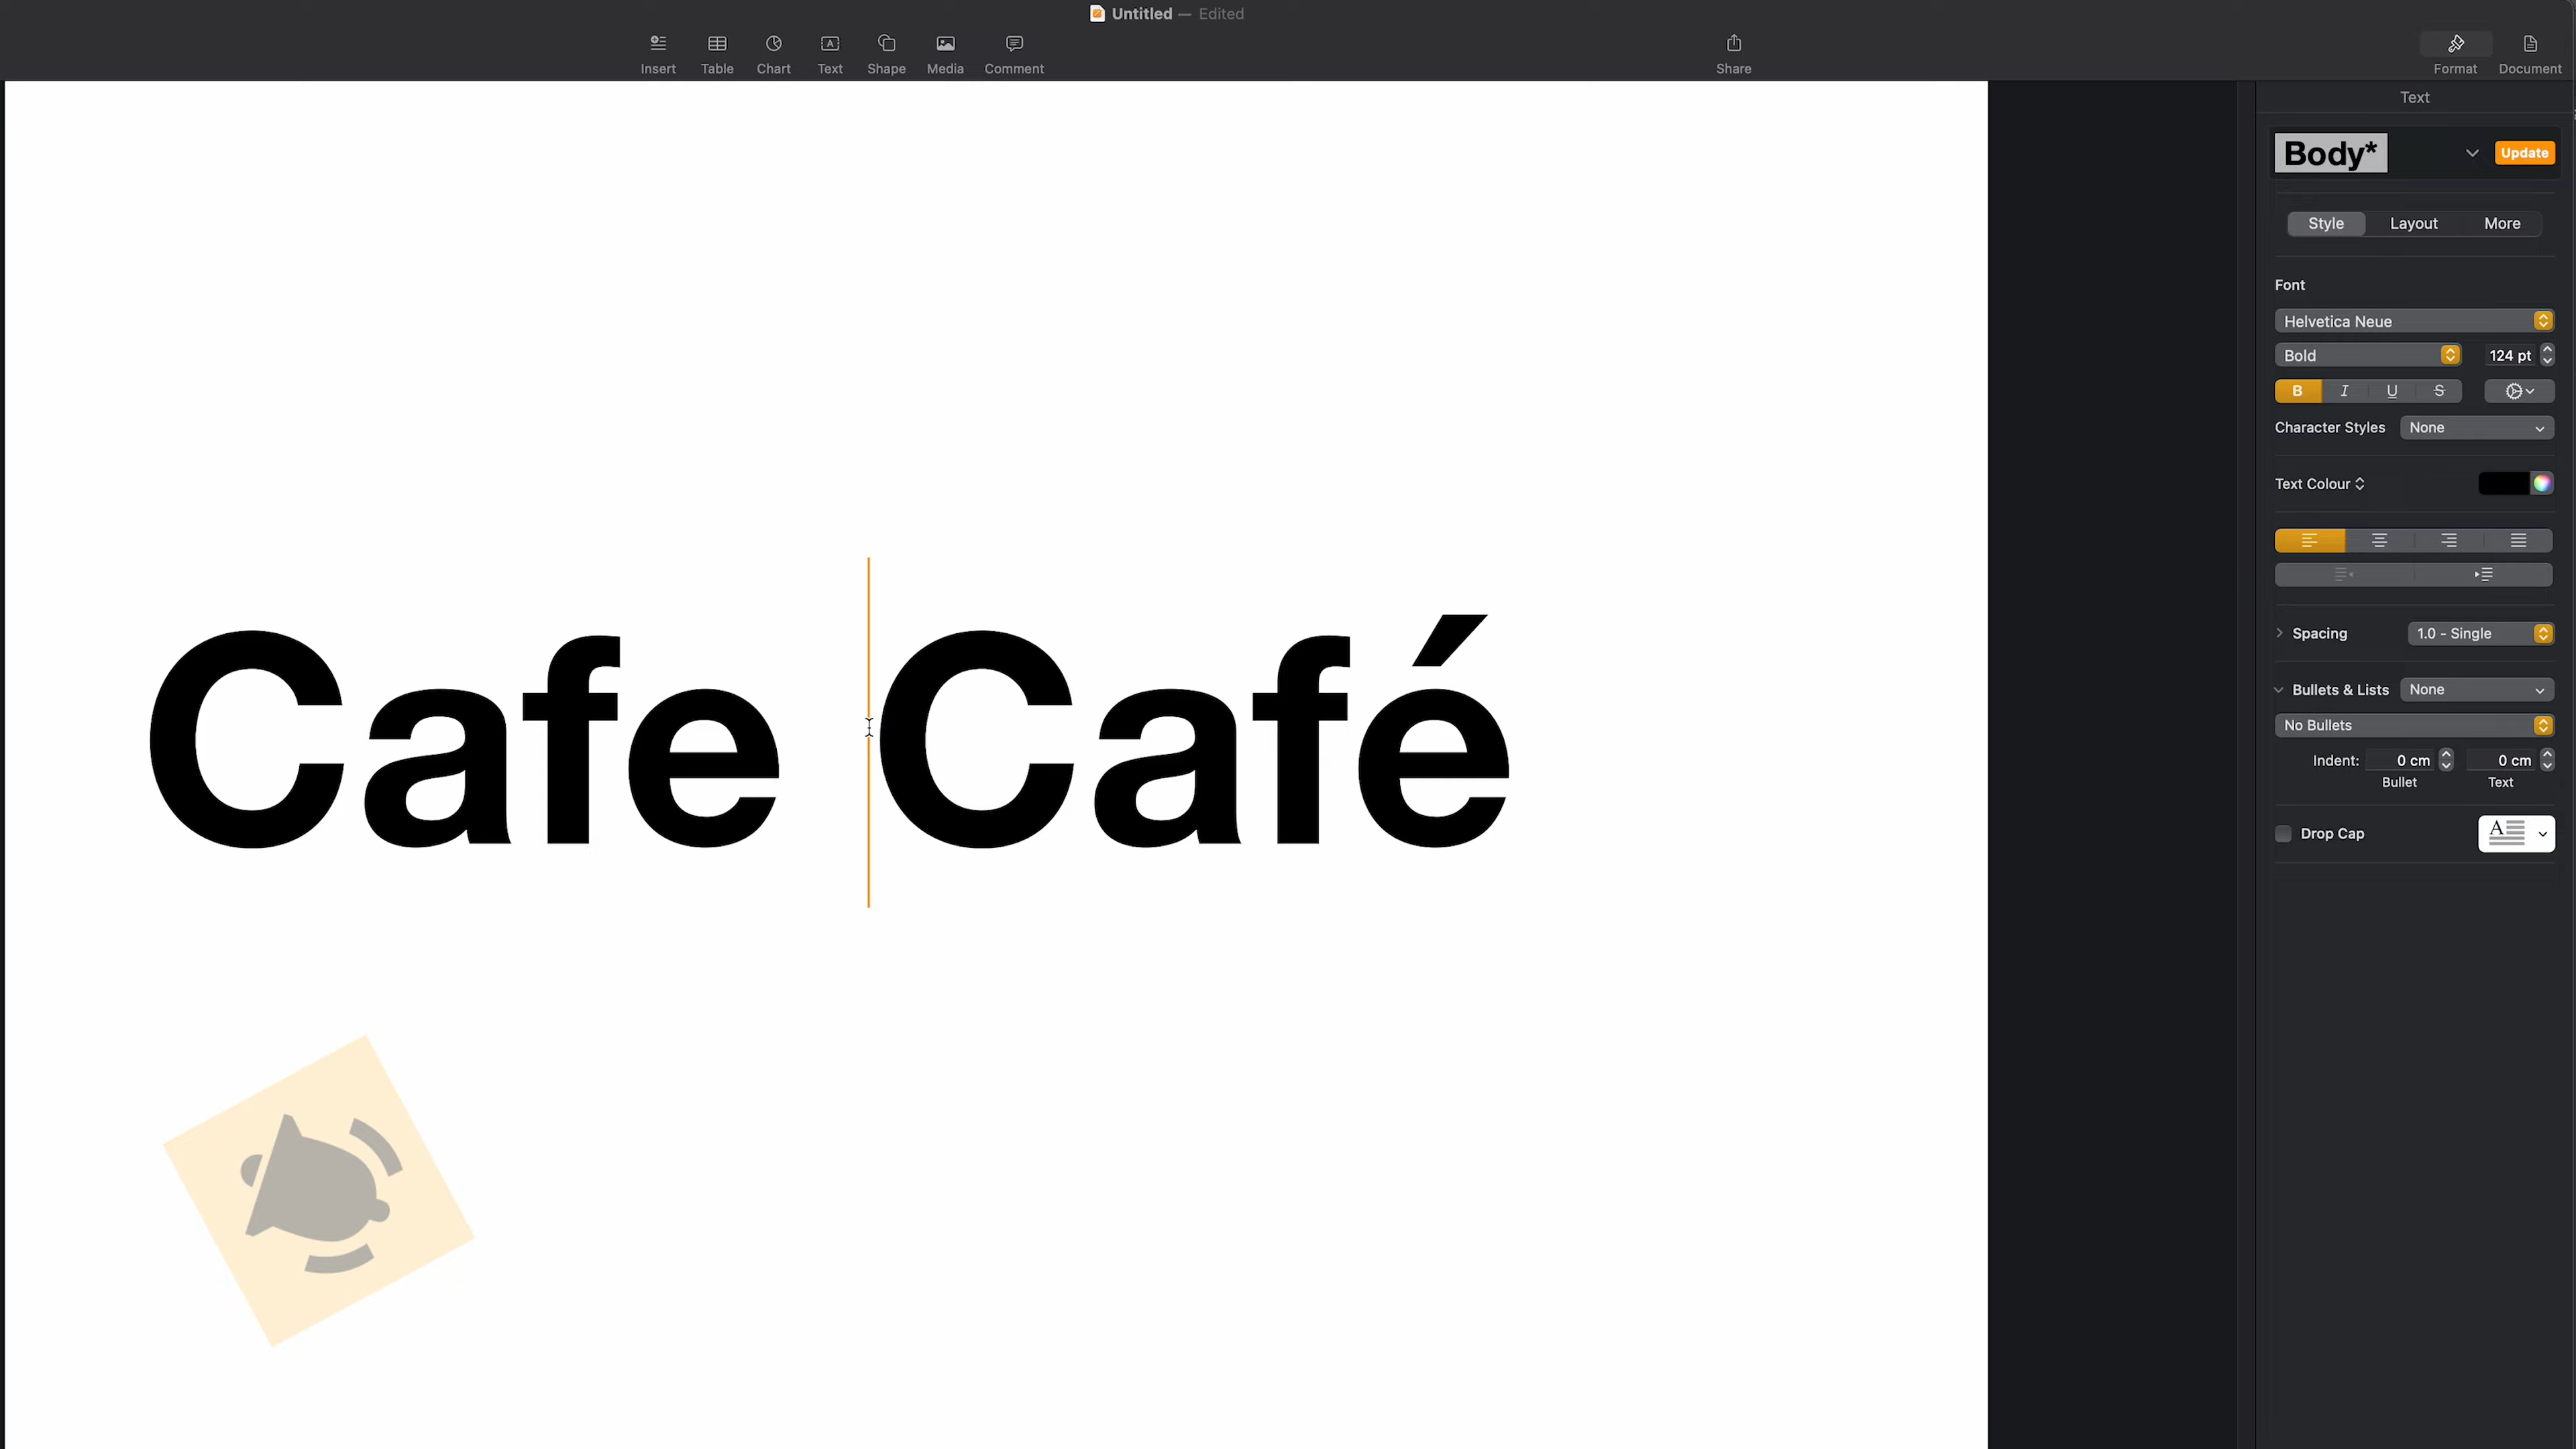 Untitled — Edited
Insert Table Chart Text Shape Media Comment Share Format Document
Text
Body* Update
Style Layout More
Font
Helvetica Neue
Bold 124 pt
B I U S
Character Styles None
Text Colour
Spacing 1.0 - Single
Bullets & Lists None
No Bullets
Indent: 0 cm 0 cm
Bullet Text
Drop Cap A
Cafe Café